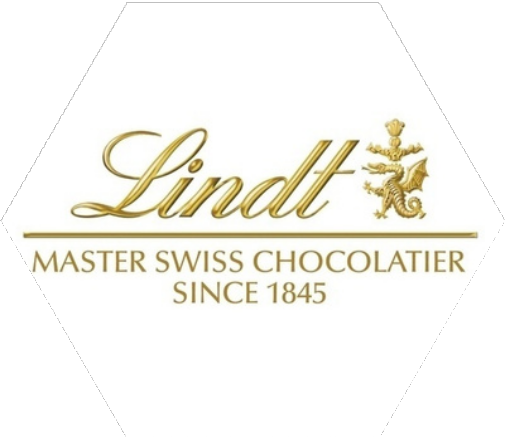 Lindt
MASTER SWISS CHOCOLATIER
SINCE 1845